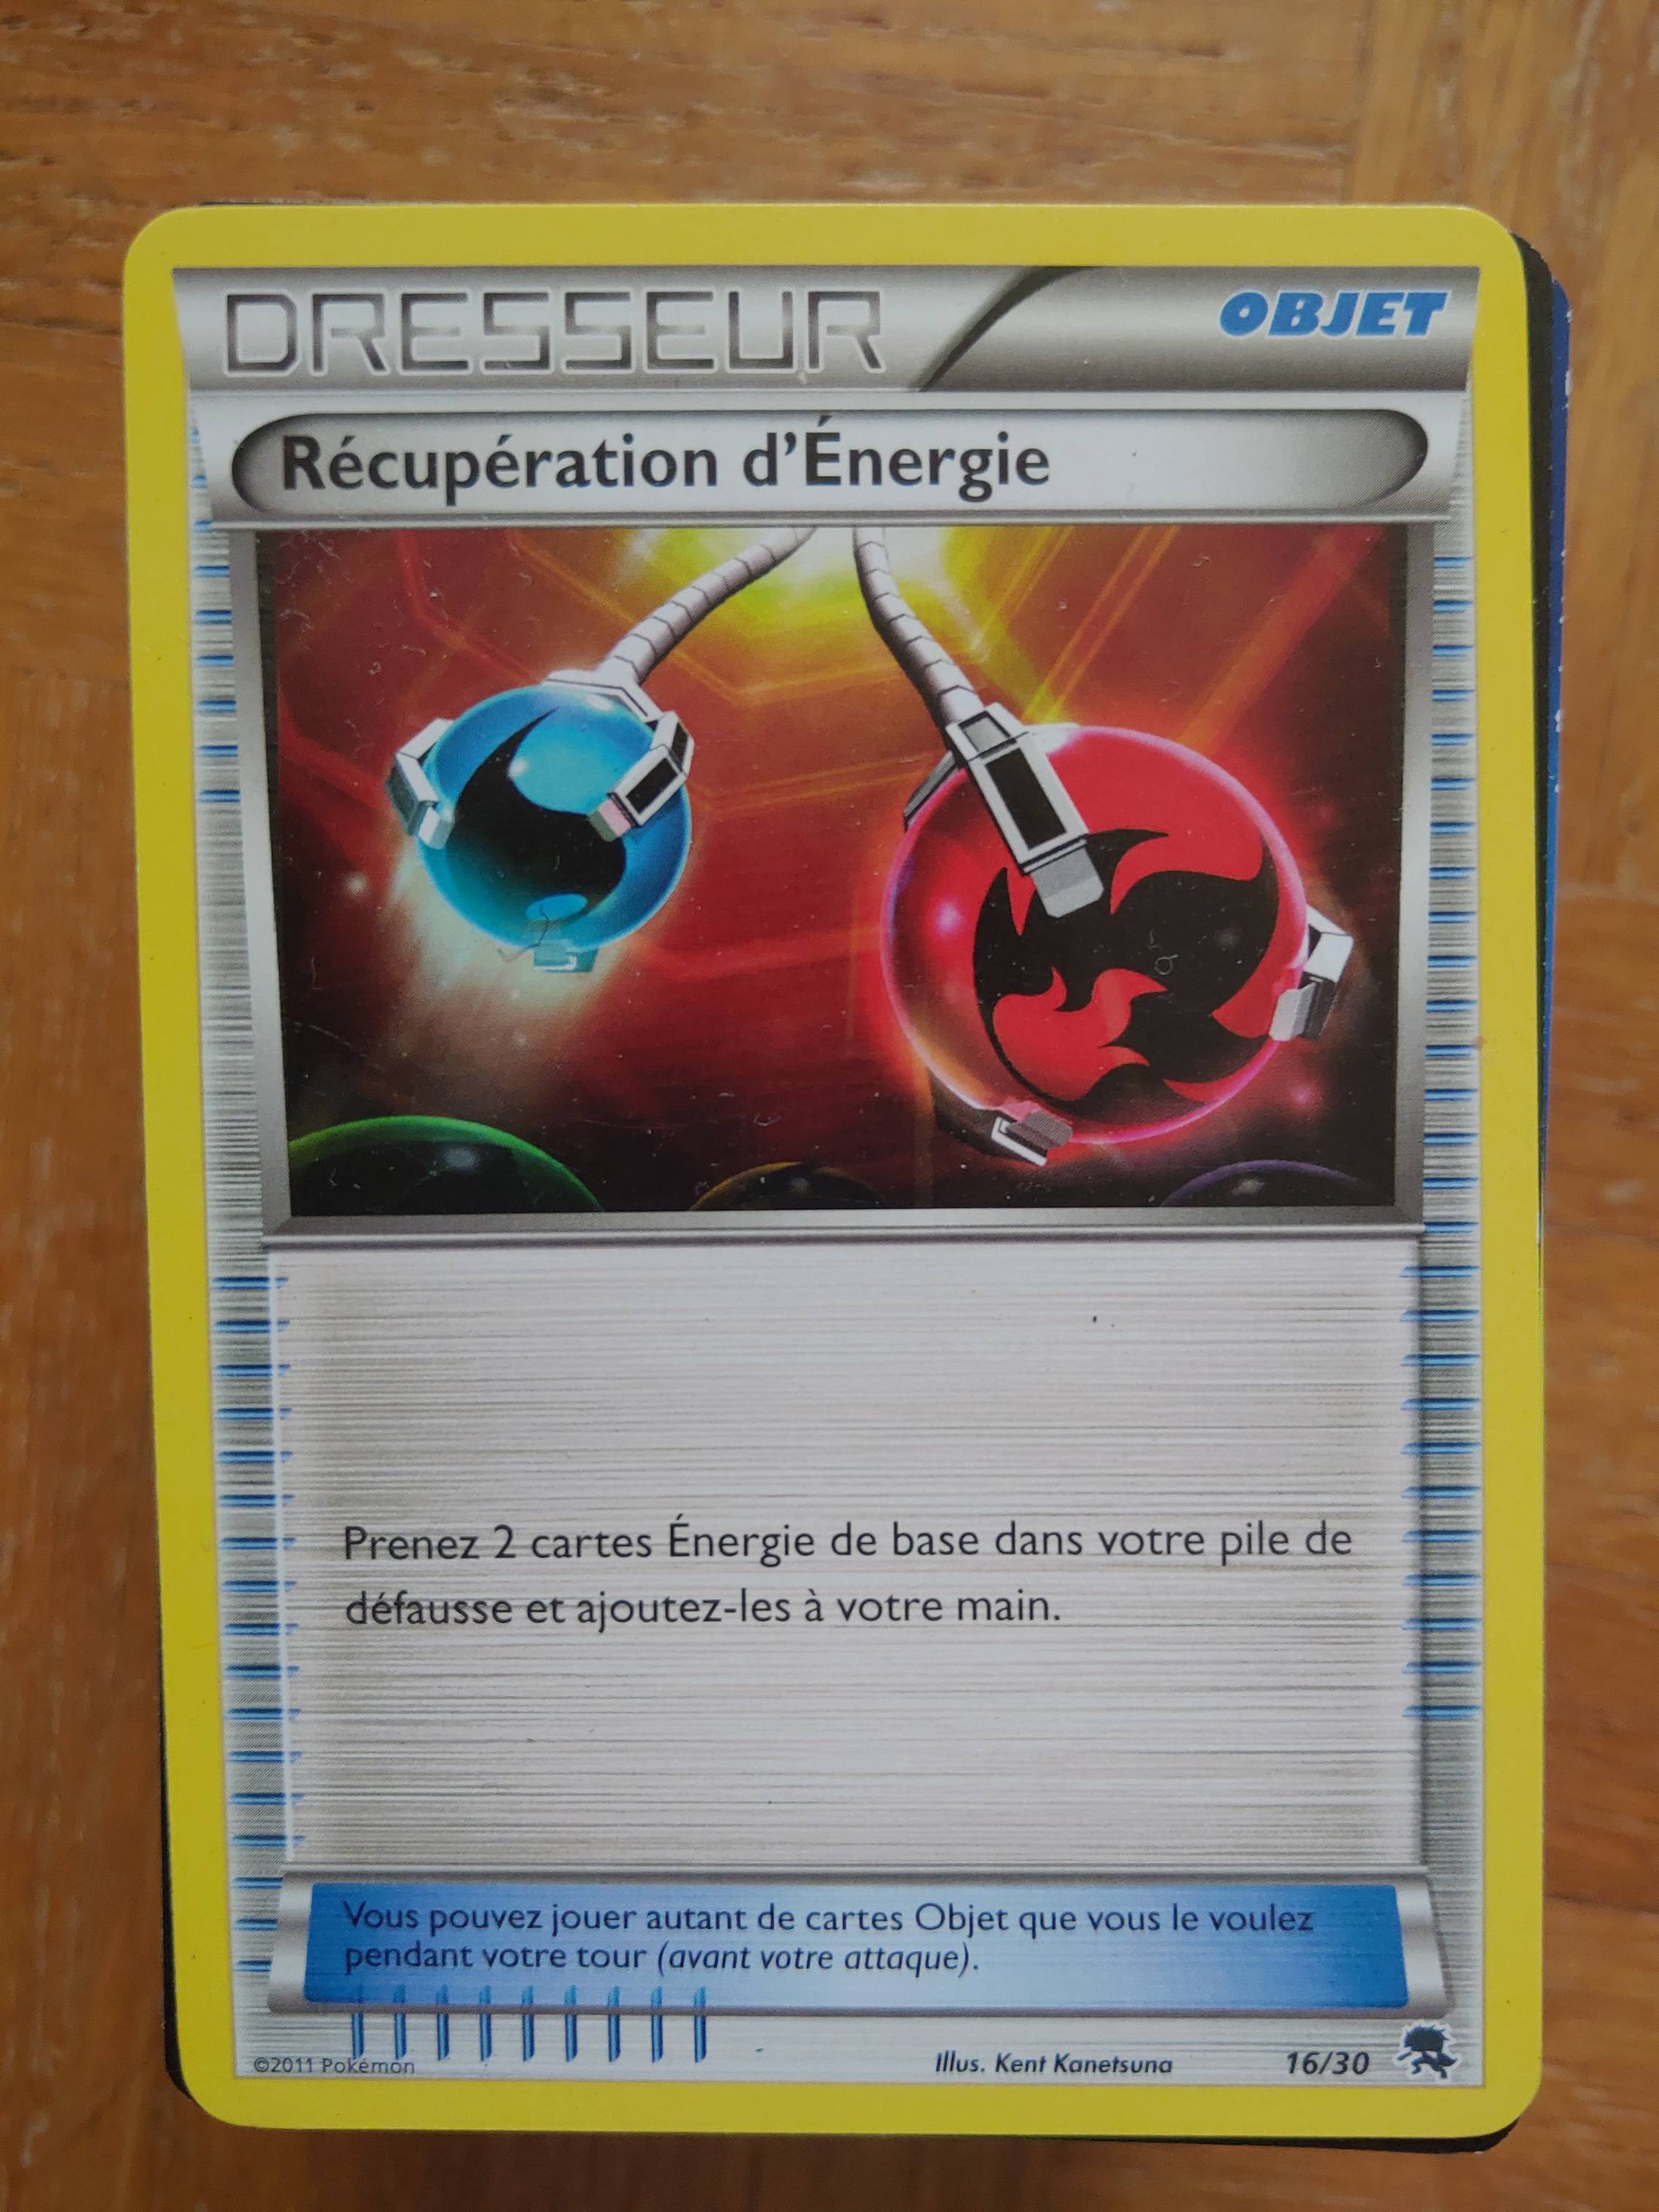 DRESSEUR
OBJET
Récupération d'Énergie
Prenez 2 cartes Énergie de base dans votre pile de
défausse et ajoutez-les à votre main.
Vous pouvez jouer autant de cartes Objet que vous le voulez
pendant votre tour (avant votre attaque).
©2011 Pokémon
Illus. Kent Kanetsuna
16/30